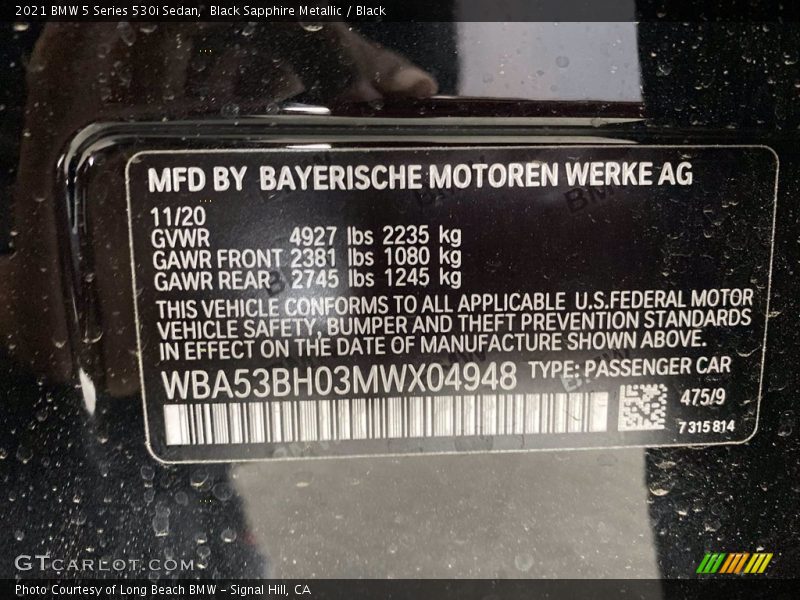 2021 BMW 5 Series 530i Sedan,  Black Sapphire Metallic / Black
MFD BY BAYERISCHE MOTOREN WERKE AG
11/20
GVWR 4927 lbs 2235 kg
GAWR FRONT 2381 lbs 1080 kg
GAWR REAR 2745 lbs 1245 kg
THIS VEHICLE CONFORMS TO ALL APPLICABLE U.S.FEDERAL MOTOR
VEHICLE SAFETY, BUMPER AND THEFT PREVENTION STANDARDS
IN EFFECT ON THE DATE OF MANUFACTURE SHOWN ABOVE.
WBA53BH03MWX04948 TYPE: PASSENGER CAR
475/9
7315814
GTCARLOT.COM
Photo Courtesy of Long Beach BMW – Signal Hill, CA